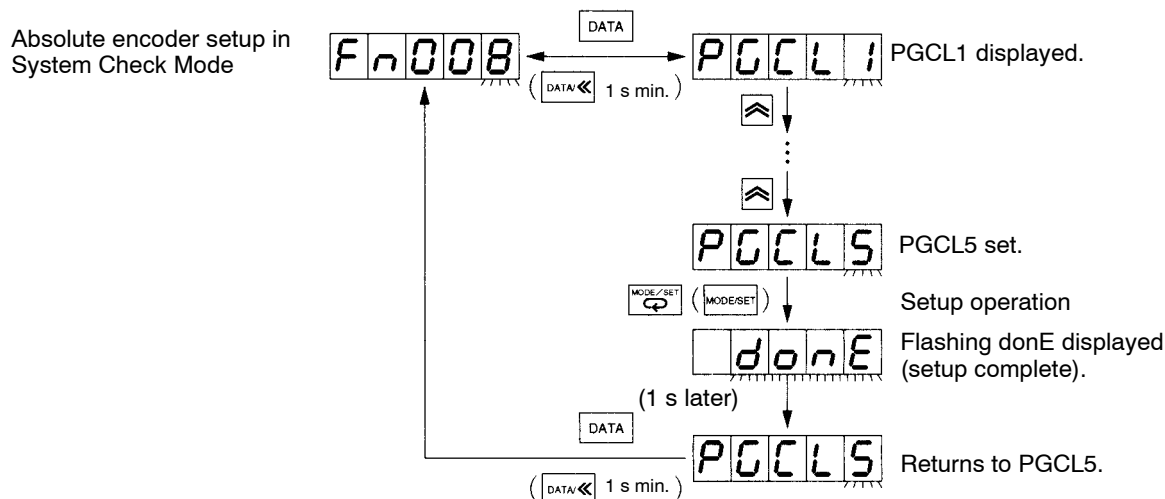 DATA
Absolute encoder setup in
System Check Mode
Fn008
PGCL1
PGCL1 displayed.
( DATA/≪ 1 s min. )
⋮
PGCL5
PGCL5 set.
MODE/SET ( MODE/SET )
Setup operation
donE
Flashing donE displayed
(setup complete).
(1 s later)
DATA
PGCL5
Returns to PGCL5.
( DATA/≪ 1 s min. )